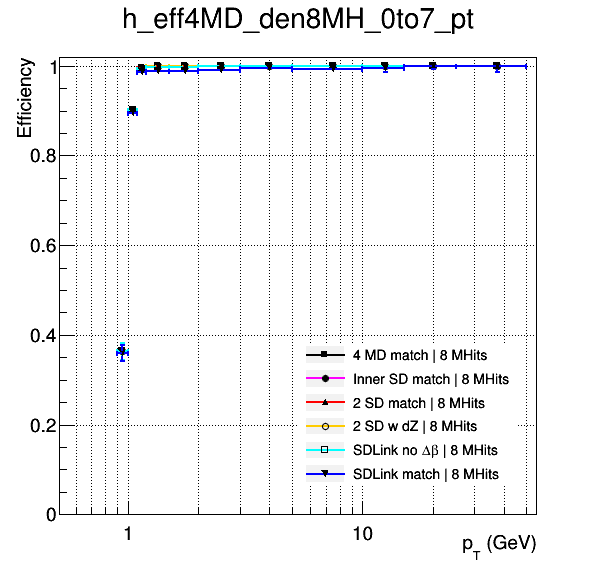 h_eff4MD_den8MH_0to7_pt
Efficiency
1
0.8
0.6
0.4
0.2
0
4 MD match | 8 MHits
Inner SD match | 8 MHits
2 SD match | 8 MHits
2 SD w dZ | 8 MHits
SDLink no Δβ | 8 MHits
SDLink match | 8 MHits
1 10
p_T (GeV)